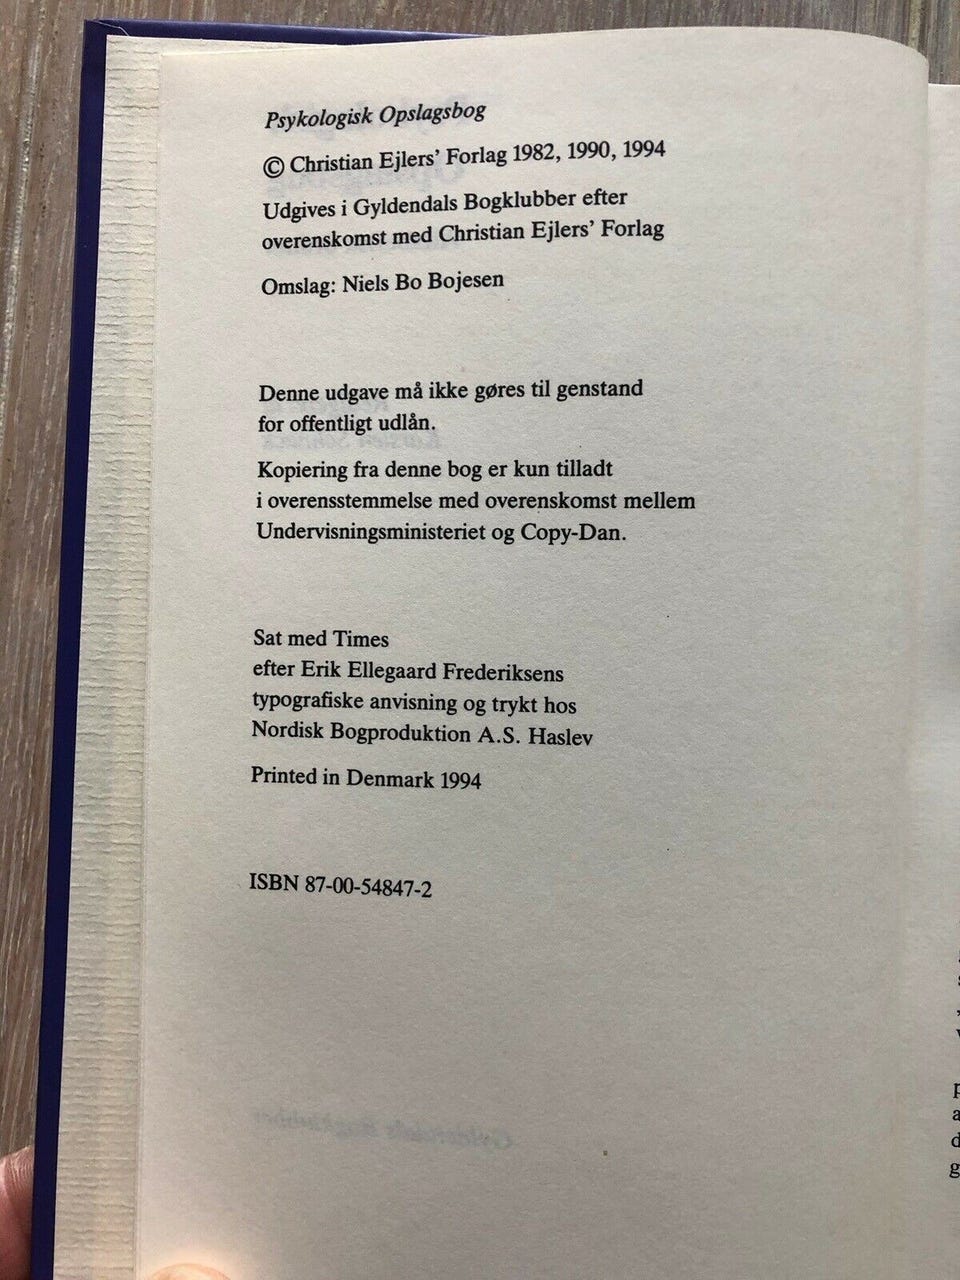 Psykologisk Opslagsbog
© Christian Ejlers' Forlag 1982, 1990, 1994
Udgives i Gyldendals Bogklubber efter
overenskomst med Christian Ejlers' Forlag
Omslag: Niels Bo Bojesen
Denne udgave må ikke gøres til genstand
for offentligt udlån.
Kopiering fra denne bog er kun tilladt
i overensstemmelse med overenskomst mellem
Undervisningsministeriet og Copy-Dan.
Sat med Times
efter Erik Ellegaard Frederiksens
typografiske anvisning og trykt hos
Nordisk Bogproduktion A.S. Haslev
Printed in Denmark 1994
ISBN 87-00-54847-2